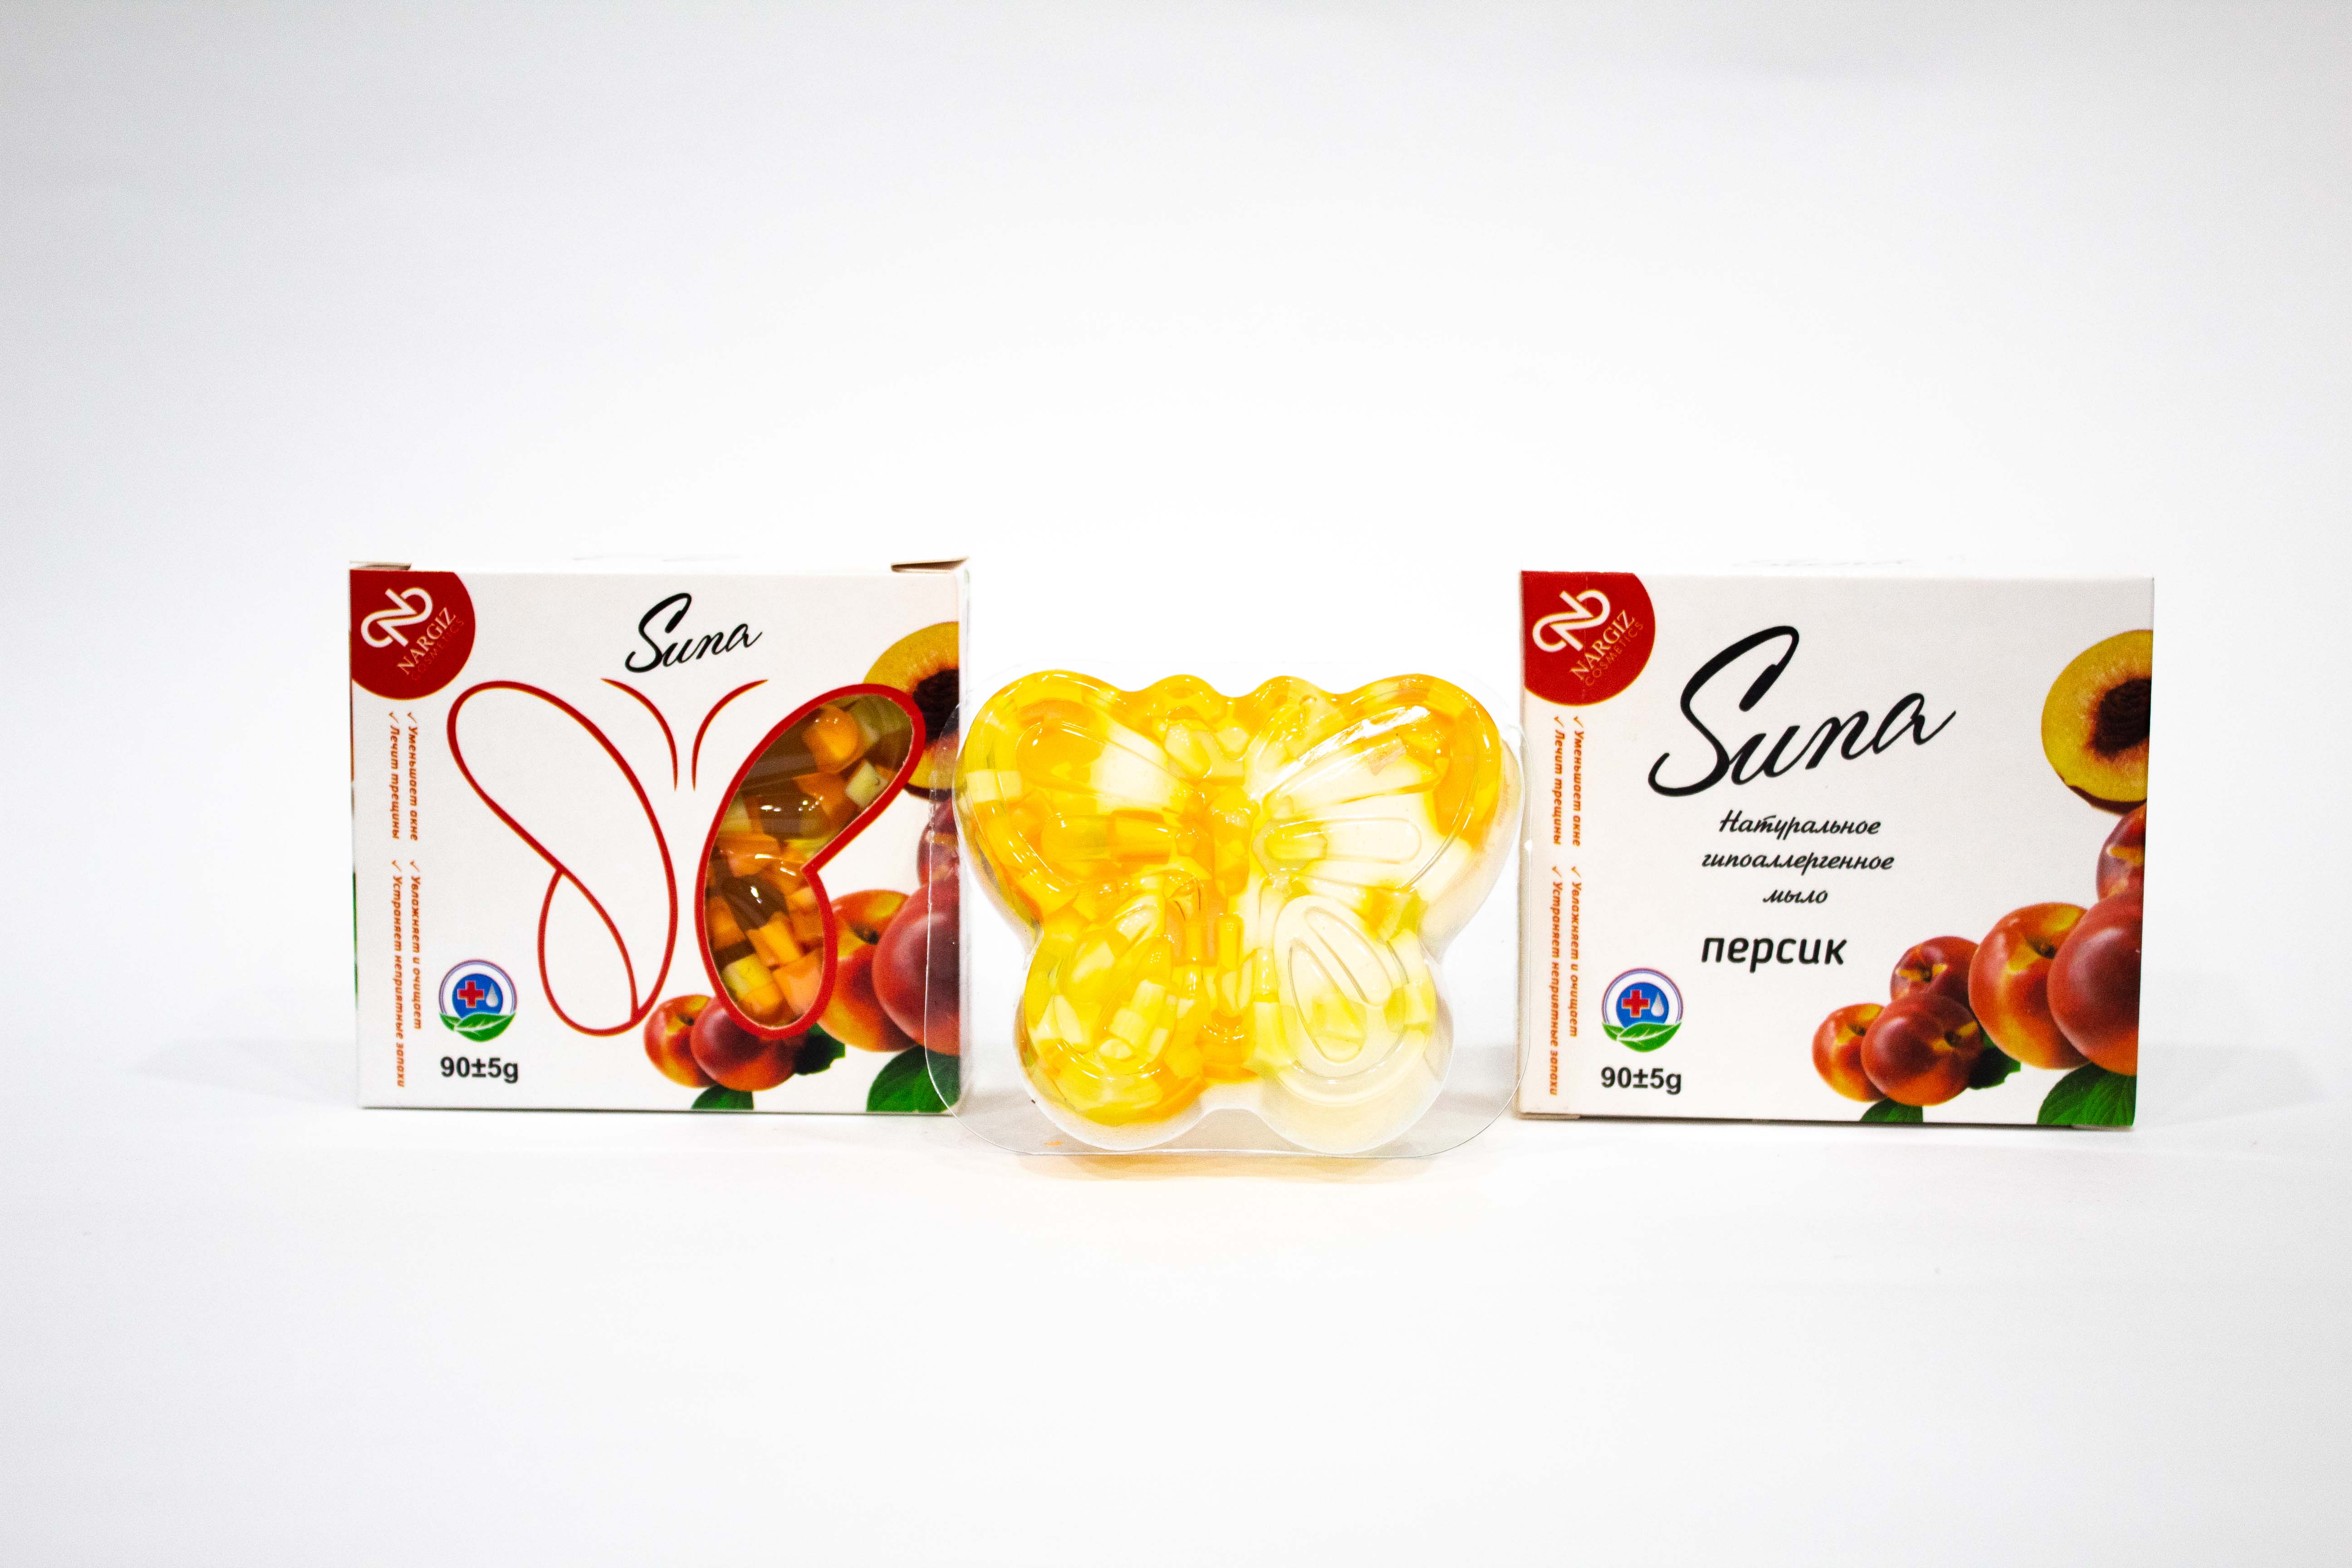 NARGIZ
COSMETICS
Suna
✓ Уменьшает акне
✓ Лечит трещины
✓ Увлажняет и очищает
✓ Устраняет неприятные запахи
90±5g
NARGIZ
COSMETICS
Suna
Натуральное
гипоаллергенное
мыло
персик
✓ Уменьшает акне
✓ Лечит трещины
✓ Увлажняет и очищает
✓ Устраняет неприятные запахи
90±5g